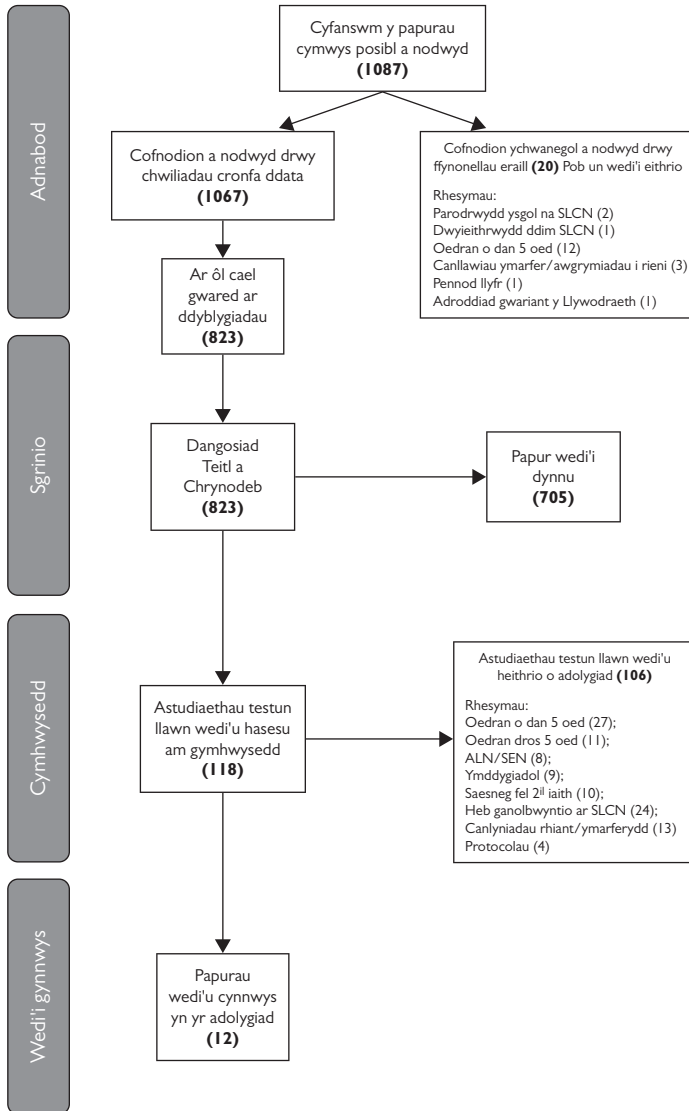 Adnabod
Cyfanswm y papurau
cymwys posibl a nodwyd
(1087)
Cofnodion a nodwyd drwy
chwiliadau cronfa ddata
(1067)
Cofnodion ychwanegol a nodwyd drwy
ffynonellau eraill (20) Pob un wedi'i eithrio
Rhesymau:
Parodrwydd ysgol na SLCN (2)
Dwyieithrwydd ddim SLCN (1)
Oedran o dan 5 oed (12)
Canllawiau ymarfer/awgrymiadau i rieni (3)
Pennod llyfr (1)
Adroddiad gwariant y Llywodraeth (1)
Ar ôl cael
gwared ar
ddyblygiadau
(823)
Sgrinio
Dangosiad
Teitl a
Chrynodeb
(823)
Papur wedi'i
dynnu
(705)
Cymhwysedd
Astudiaethau testun
llawn wedi'u hasesu
am gymhwysedd
(118)
Astudiaethau testun llawn wedi'u
heithrio o adolygiad (106)
Rhesymau:
Oedran o dan 5 oed (27);
Oedran dros 5 oed (11);
ALN/SEN (8);
Ymddygiadol (9);
Saesneg fel 2il iaith (10);
Heb ganolbwyntio ar SLCN (24);
Canlyniadau rhiant/ymarferydd (13)
Protocolau (4)
Wedi'i gynnwys
Papurau
wedi'u cynnwys
yn yr adolygiad
(12)